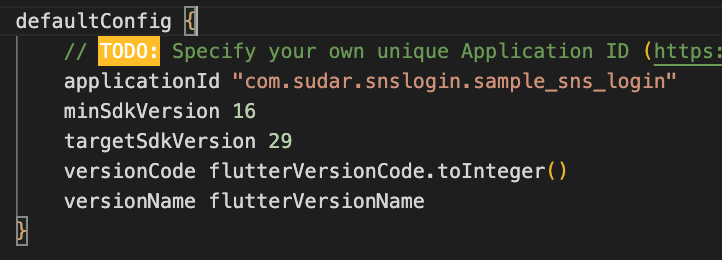 defaultConfig {
// TODO: Specify your own unique Application ID (https:
applicationId "com.sudar.snslogin.sample_sns_login"
minSdkVersion 16
targetSdkVersion 29
versionCode flutterVersionCode.toInteger()
versionName flutterVersionName
}